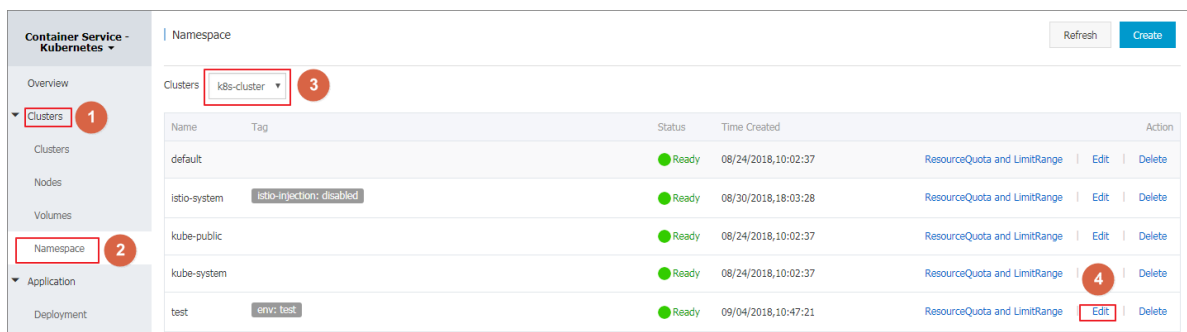 Container Service - Kubernetes
Namespace
Refresh
Create
Overview
Clusters
k8s-cluster
3
Clusters
1
Name Tag Status Time Created Action
Clusters
default Ready 08/24/2018,10:02:37 ResourceQuota and LimitRange | Edit | Delete
Nodes
istio-system istio-injection: disabled Ready 08/30/2018,18:03:28 ResourceQuota and LimitRange | Edit | Delete
Volumes
kube-public Ready 08/24/2018,10:02:37 ResourceQuota and LimitRange | Edit | Delete
Namespace
2
kube-system Ready 08/24/2018,10:02:37 ResourceQuota and LimitRange | Edit | Delete
4
Application
test env: test Ready 09/04/2018,10:47:21 ResourceQuota and LimitRange | Edit | Delete
Deployment